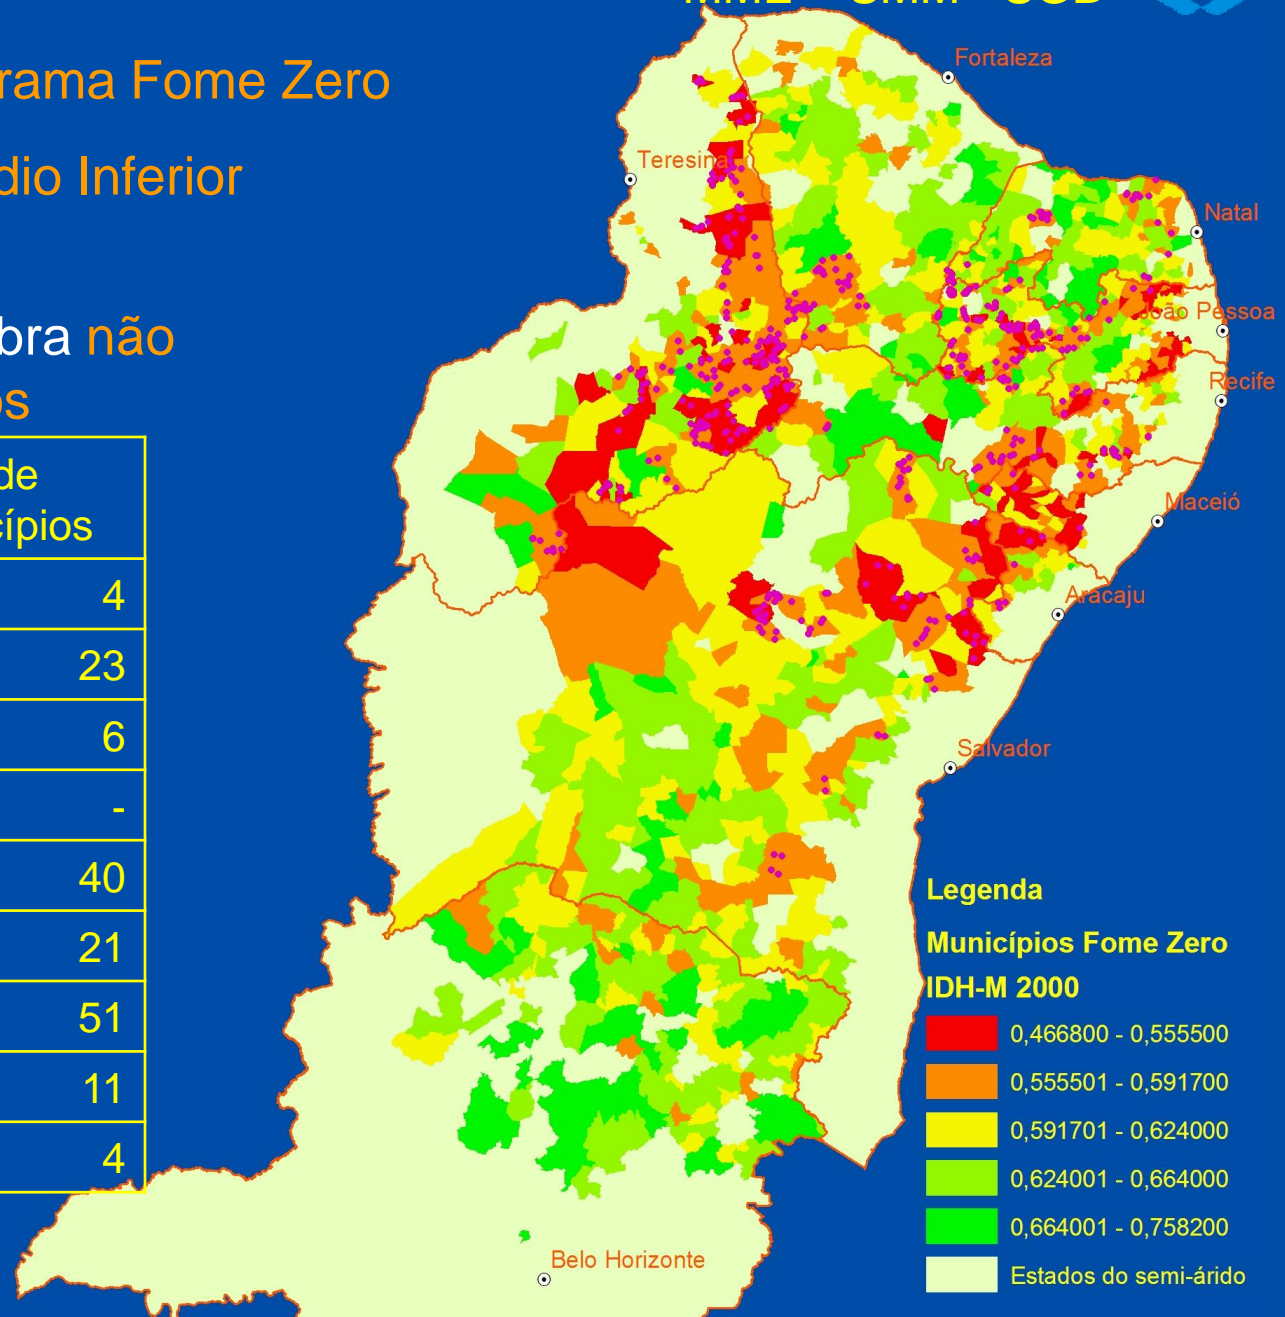 rama Fome Zero
dio Inferior
bra não
os
de
cípios
4
23
6
-
40
21
51
11
4
Fortaleza
Teresina
Natal
João Pessoa
Recife
Maceió
Aracaju
Salvador
Belo Horizonte
Legenda
Municípios Fome Zero
IDH-M 2000
0,466800 - 0,555500
0,555501 - 0,591700
0,591701 - 0,624000
0,624001 - 0,664000
0,664001 - 0,758200
Estados do semi-árido